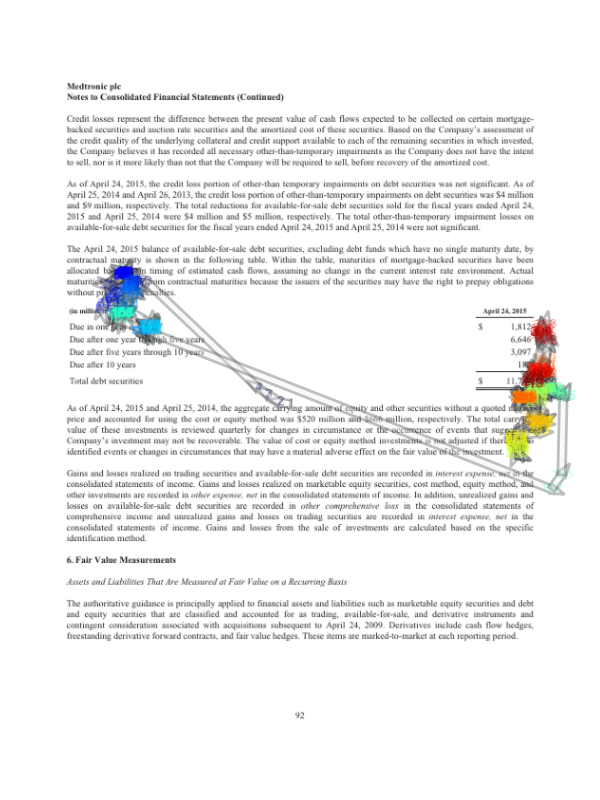 Medtronic plc
Notes to Consolidated Financial Statements (Continued)
Credit losses represent the difference between the present value of cash flows expected to be collected on certain mortgage-
backed securities and auction rate securities and the amortized cost of these securities. Based on the Company's assessment of
the credit quality of the underlying collateral and credit support available to each of the remaining securities in which invested,
the Company believes it has recorded all necessary other-than-temporary impairments as the Company does not have the intent
to sell, nor is it more likely than not that the Company will be required to sell, before recovery of the amortized cost.
As of April 24, 2015, the credit loss portion of other-than temporary impairments on debt securities was not significant. As of
April 25, 2014 and April 26, 2013, the credit loss portion of other-than-temporary impairments on debt securities was $4 million
and $9 million, respectively. The total reductions for available-for-sale debt securities sold for the fiscal years ended April 24,
2015 and April 25, 2014 were $4 million and $5 million, respectively. The total other-than-temporary impairment losses on
available-for-sale debt securities for the fiscal years ended April 24, 2015 and April 25, 2014 were not significant.
The April 24, 2015 balance of available-for-sale debt securities, excluding debt funds which have no single maturity date, by
contractual maturity is shown in the following table. Within the table, maturities of mortgage-backed securities have been
allocated timing of estimated cash flows, assuming no change in the current interest rate environment. Actual
from contractual maturities because the issuers of the securities may have the right to prepay obligations
without
April 24, 2015
Due in one $ 1,812
Due after one year through five years 6,646
Due after five years through 10 years 3,097
Due after 10 years
Total debt securities $
As of April 24, 2015 and April 25, 2014, the aggregate carrying amount of equity and other securities without a quoted
price and accounted for using the cost or equity method was $520 million and $666 million, respectively. The total
value of these investments is reviewed quarterly for changes in circumstance or the occurrence of events that
Company's investment may not be recoverable. The value of cost or equity method investments is not adjusted if
identified events or changes in circumstances that may have a material adverse effect on the fair value of the investment.
Gains and losses realized on trading securities and available-for-sale debt securities are recorded in interest expense, net in the
consolidated statements of income. Gains and losses realized on marketable equity securities, cost method, equity method, and
other investments are recorded in other expense, net in the consolidated statements of income. In addition, unrealized gains and
losses on available-for-sale debt securities are recorded in other comprehensive loss in the consolidated statements of
comprehensive income and unrealized gains and losses on trading securities are recorded in interest expense, net in the
consolidated statements of income. Gains and losses from the sale of investments are calculated based on the specific
identification method.
6. Fair Value Measurements
Assets and Liabilities That Are Measured at Fair Value on a Recurring Basis
The authoritative guidance is principally applied to financial assets and liabilities such as marketable equity securities and debt
and equity securities that are classified and accounted for as trading, available-for-sale, and derivative instruments and
contingent consideration associated with acquisitions subsequent to April 24, 2009. Derivatives include cash flow hedges,
freestanding derivative forward contracts, and fair value hedges. These items are marked-to-market at each reporting period.
92